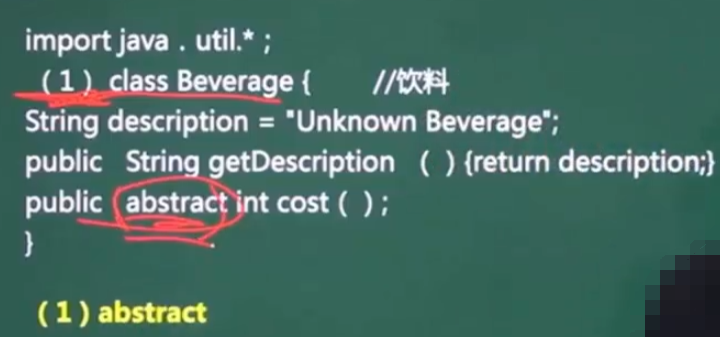 import java . util.* ;
（1）class Beverage {　　//饮料
String description = "Unknown Beverage";
public String getDescription ( ) {return description;}
public abstract int cost ( ) ;
}
（1）abstract